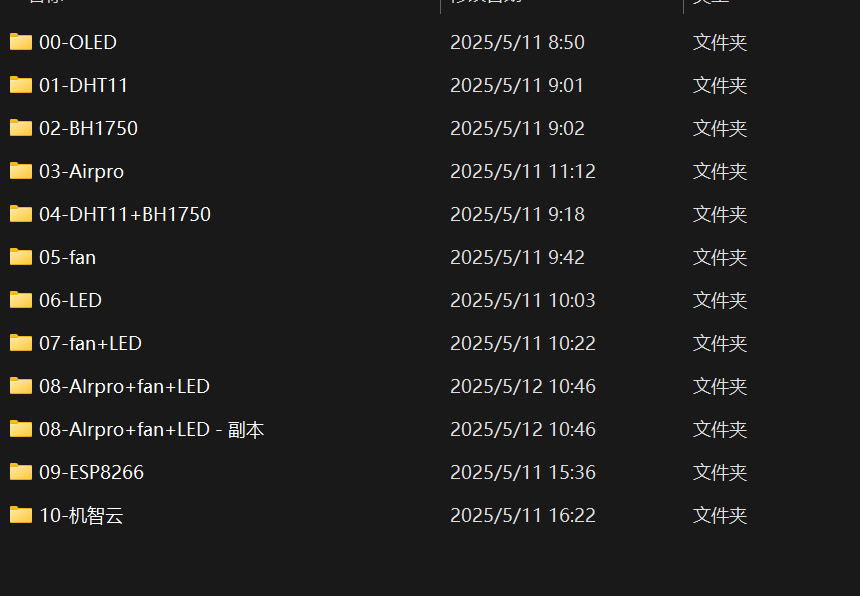 00-OLED 2025/5/11 8:50 文件夹
01-DHT11 2025/5/11 9:01 文件夹
02-BH1750 2025/5/11 9:02 文件夹
03-Airpro 2025/5/11 11:12 文件夹
04-DHT11+BH1750 2025/5/11 9:18 文件夹
05-fan 2025/5/11 9:42 文件夹
06-LED 2025/5/11 10:03 文件夹
07-fan+LED 2025/5/11 10:22 文件夹
08-AIrpro+fan+LED 2025/5/12 10:46 文件夹
08-AIrpro+fan+LED - 副本 2025/5/12 10:46 文件夹
09-ESP8266 2025/5/11 15:36 文件夹
10-机智云 2025/5/11 16:22 文件夹